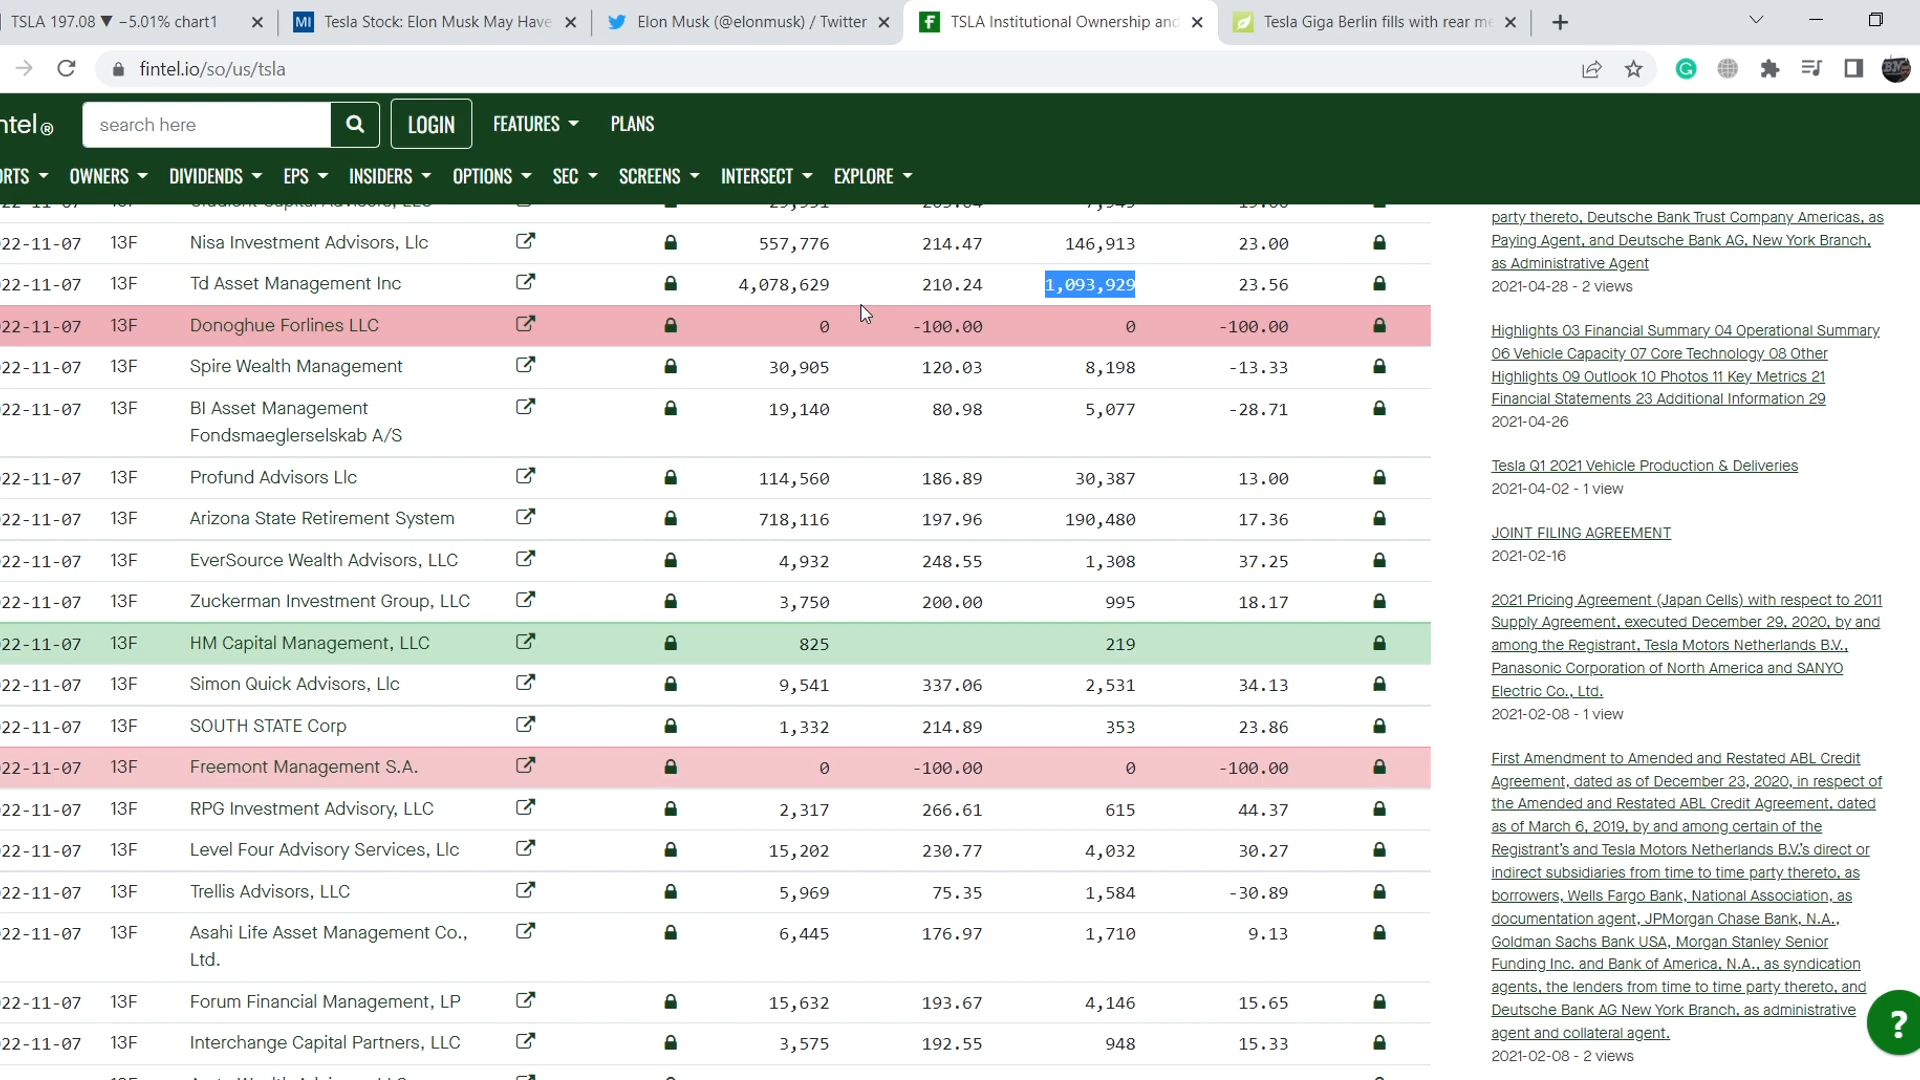 TSLA 197.08 ▼ −5.01% chart1
MI Tesla Stock: Elon Musk May Have
Elon Musk (@elonmusk) / Twitter
TSLA Institutional Ownership and
Tesla Giga Berlin fills with rear me
fintel.io/so/us/tsla
ntel®
search here
LOGIN
FEATURES
PLANS
ORTS OWNERS DIVIDENDS EPS INSIDERS OPTIONS SEC SCREENS INTERSECT EXPLORE
22-11-07 13F Nisa Investment Advisors, Llc 557,776 214.47 146,913 23.00
22-11-07 13F Td Asset Management Inc 4,078,629 210.24 1,093,929 23.56
22-11-07 13F Donoghue Forlines LLC 0 -100.00 0 -100.00
22-11-07 13F Spire Wealth Management 30,905 120.03 8,198 -13.33
22-11-07 13F BI Asset Management 19,140 80.98 5,077 -28.71
Fondsmaeglerselskab A/S
22-11-07 13F Profund Advisors Llc 114,560 186.89 30,387 13.00
22-11-07 13F Arizona State Retirement System 718,116 197.96 190,480 17.36
22-11-07 13F EverSource Wealth Advisors, LLC 4,932 248.55 1,308 37.25
22-11-07 13F Zuckerman Investment Group, LLC 3,750 200.00 995 18.17
22-11-07 13F HM Capital Management, LLC 825 219
22-11-07 13F Simon Quick Advisors, Llc 9,541 337.06 2,531 34.13
22-11-07 13F SOUTH STATE Corp 1,332 214.89 353 23.86
22-11-07 13F Freemont Management S.A. 0 -100.00 0 -100.00
22-11-07 13F RPG Investment Advisory, LLC 2,317 266.61 615 44.37
22-11-07 13F Level Four Advisory Services, Llc 15,202 230.77 4,032 30.27
22-11-07 13F Trellis Advisors, LLC 5,969 75.35 1,584 -30.89
22-11-07 13F Asahi Life Asset Management Co., 6,445 176.97 1,710 9.13
Ltd.
22-11-07 13F Forum Financial Management, LP 15,632 193.67 4,146 15.65
22-11-07 13F Interchange Capital Partners, LLC 3,575 192.55 948 15.33
party thereto, Deutsche Bank Trust Company Americas, as
Paying Agent, and Deutsche Bank AG, New York Branch,
as Administrative Agent
2021-04-28 - 2 views
Highlights 03 Financial Summary 04 Operational Summary
06 Vehicle Capacity 07 Core Technology 08 Other
Highlights 09 Outlook 10 Photos 11 Key Metrics 21
Financial Statements 23 Additional Information 29
2021-04-26
Tesla Q1 2021 Vehicle Production & Deliveries
2021-04-02 - 1 view
JOINT FILING AGREEMENT
2021-02-16
2021 Pricing Agreement (Japan Cells) with respect to 2011
Supply Agreement, executed December 29, 2020, by and
among the Registrant, Tesla Motors Netherlands B.V.,
Panasonic Corporation of North America and SANYO
Electric Co., Ltd.
2021-02-08 - 1 view
First Amendment to Amended and Restated ABL Credit
Agreement, dated as of December 23, 2020, in respect of
the Amended and Restated ABL Credit Agreement, dated
as of March 6, 2019, by and among certain of the
Registrant's and Tesla Motors Netherlands B.V.'s direct or
indirect subsidiaries from time to time party thereto, as
borrowers, Wells Fargo Bank, National Association, as
documentation agent, JPMorgan Chase Bank, N.A.,
Goldman Sachs Bank USA, Morgan Stanley Senior
Funding Inc. and Bank of America, N.A., as syndication
agents, the lenders from time to time party thereto, and
Deutsche Bank AG New York Branch, as administrative
agent and collateral agent.
2021-02-08 - 2 views
?